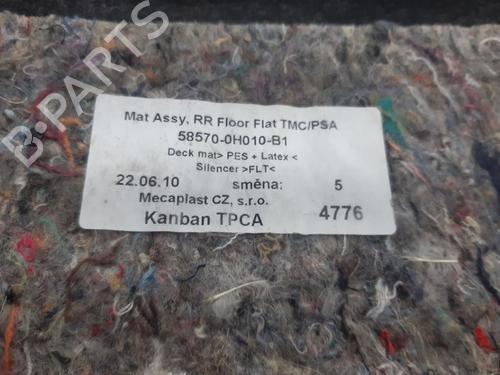 B-PARTS
Mat Assy, RR Floor Flat TMC/PSA
58570-0H010-B1
Deck mat> PES + Latex <
Silencer >FLT<
22.06.10 směna: 5
Mecaplast CZ, s.r.o.
Kanban TPCA 4776